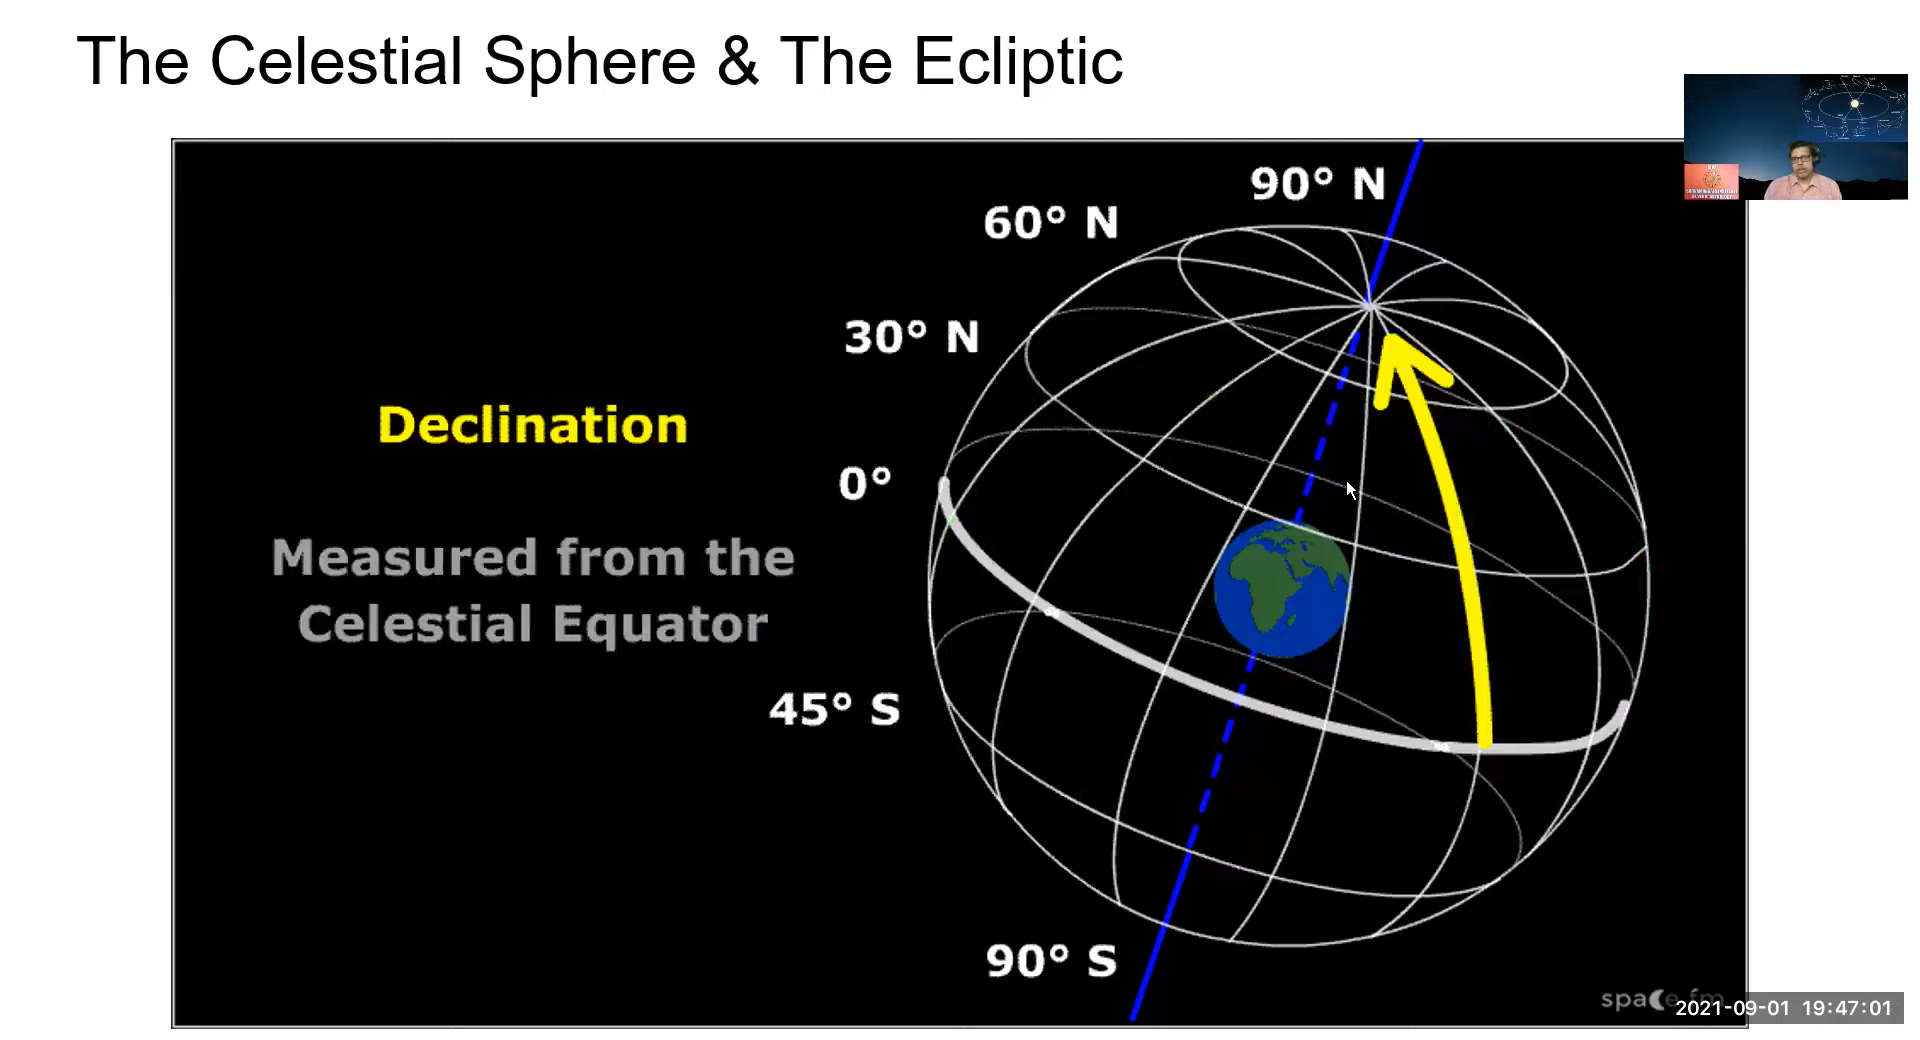 The Celestial Sphere & The Ecliptic
90° N
60° N
30° N
Declination
0°
Measured from the
Celestial Equator
45° S
90° S
2021-09-01 19:47:01